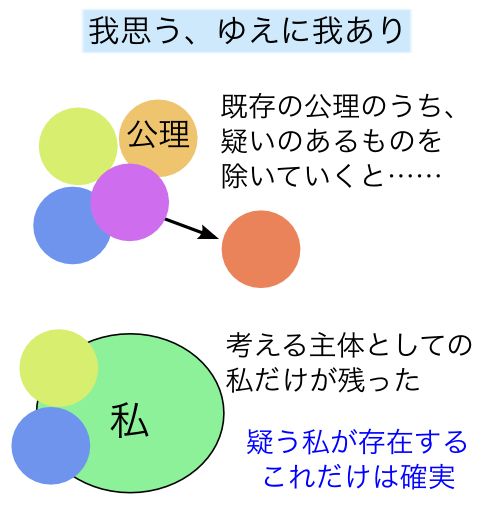 我思う、ゆえに我あり
公理
既存の公理のうち、
疑いのあるものを
除いていくと……
私
考える主体としての
私だけが残った
疑う私が存在する
これだけは確実